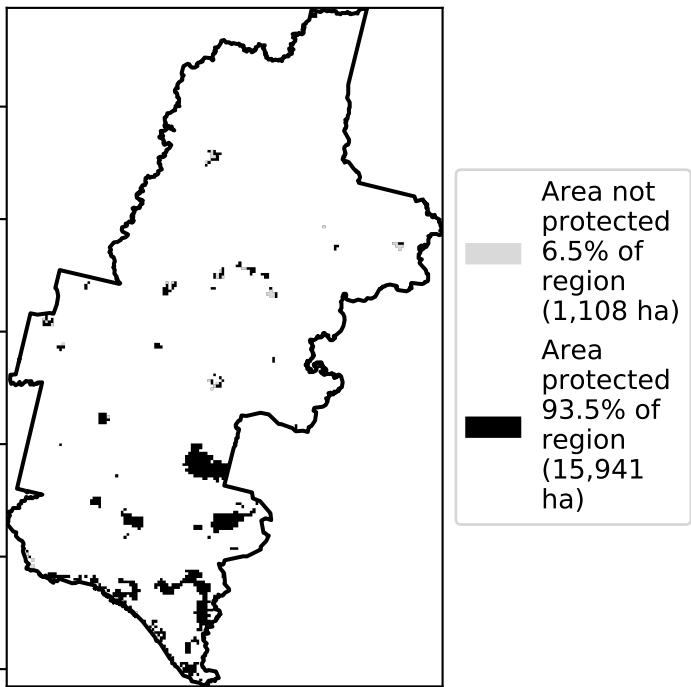 Area not
protected
6.5% of
region
(1,108 ha)
Area
protected
93.5% of
region
(15,941
ha)